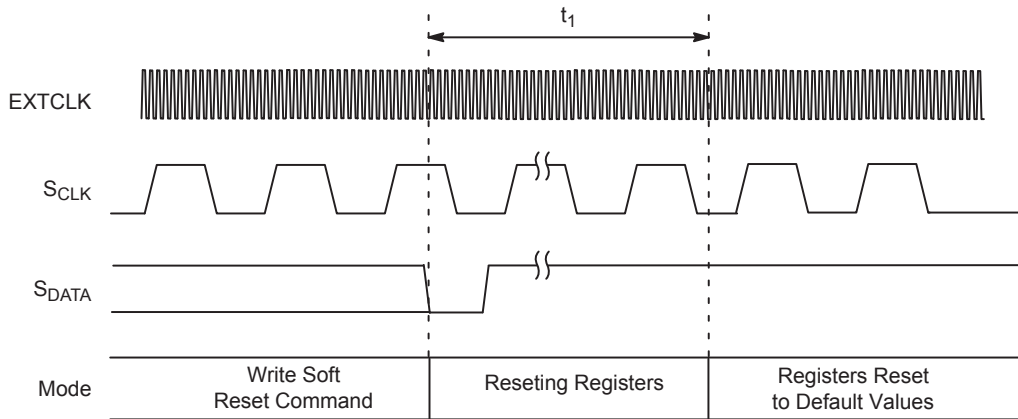 t1
EXTCLK
SCLK
SDATA
Mode
Write Soft
Reset Command
Reseting Registers
Registers Reset
to Default Values